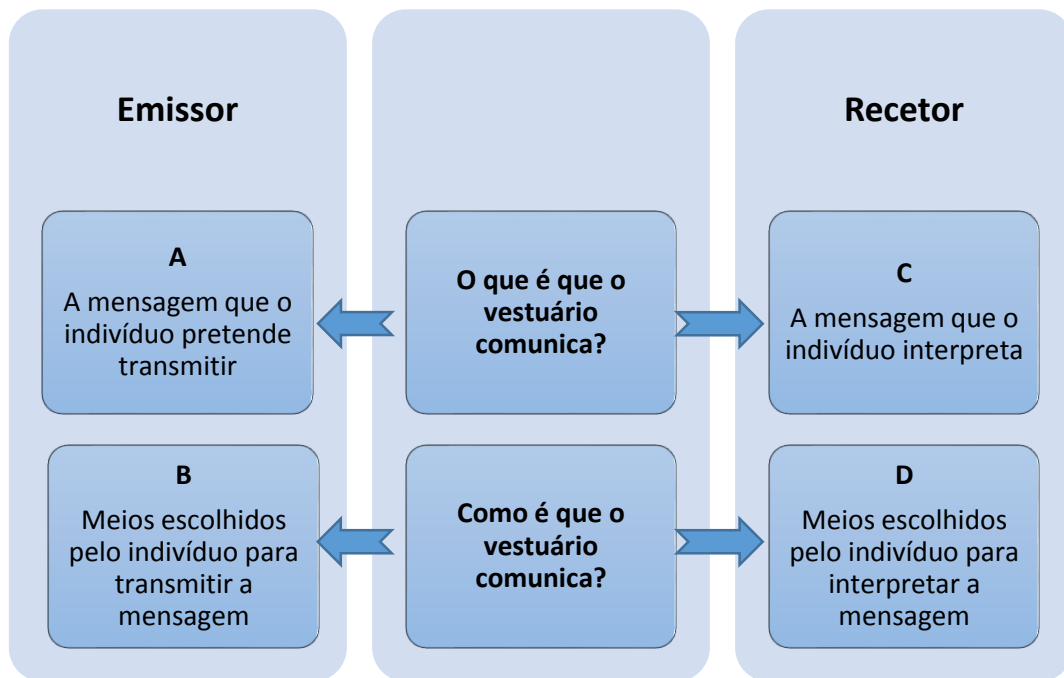 Emissor
Recetor
A
A mensagem que o
indivíduo pretende
transmitir
O que é que o
vestuário
comunica?
C
A mensagem que o
indivíduo interpreta
B
Meios escolhidos
pelo indivíduo para
transmitir a
mensagem
Como é que o
vestuário
comunica?
D
Meios escolhidos
pelo indivíduo para
interpretar a
mensagem